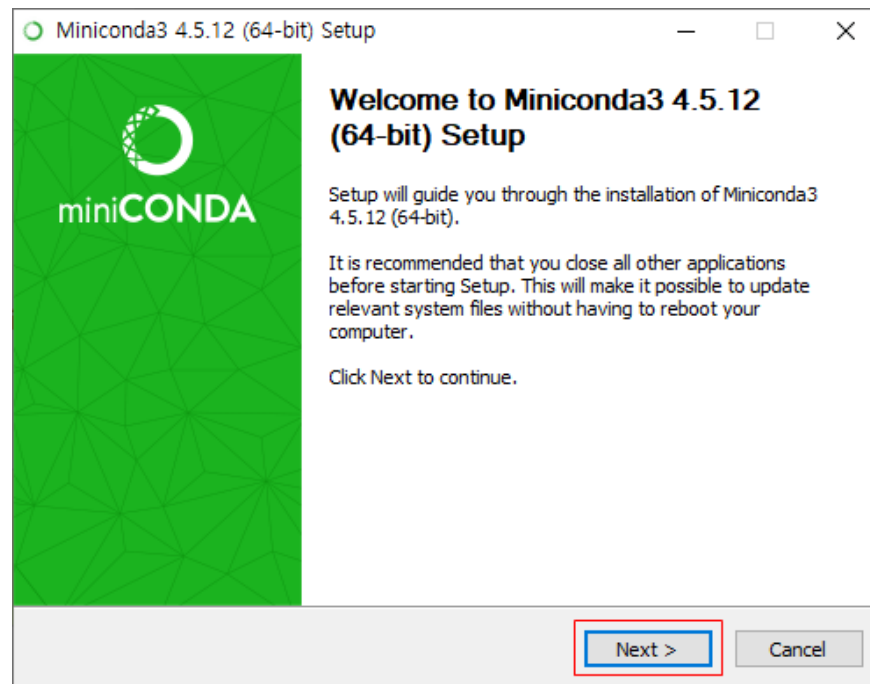 Miniconda3 4.5.12 (64-bit) Setup
miniCONDA
Welcome to Miniconda3 4.5.12
(64-bit) Setup
Setup will guide you through the installation of Miniconda3
4.5.12 (64-bit).
It is recommended that you close all other applications
before starting Setup. This will make it possible to update
relevant system files without having to reboot your
computer.
Click Next to continue.
Next >
Cancel